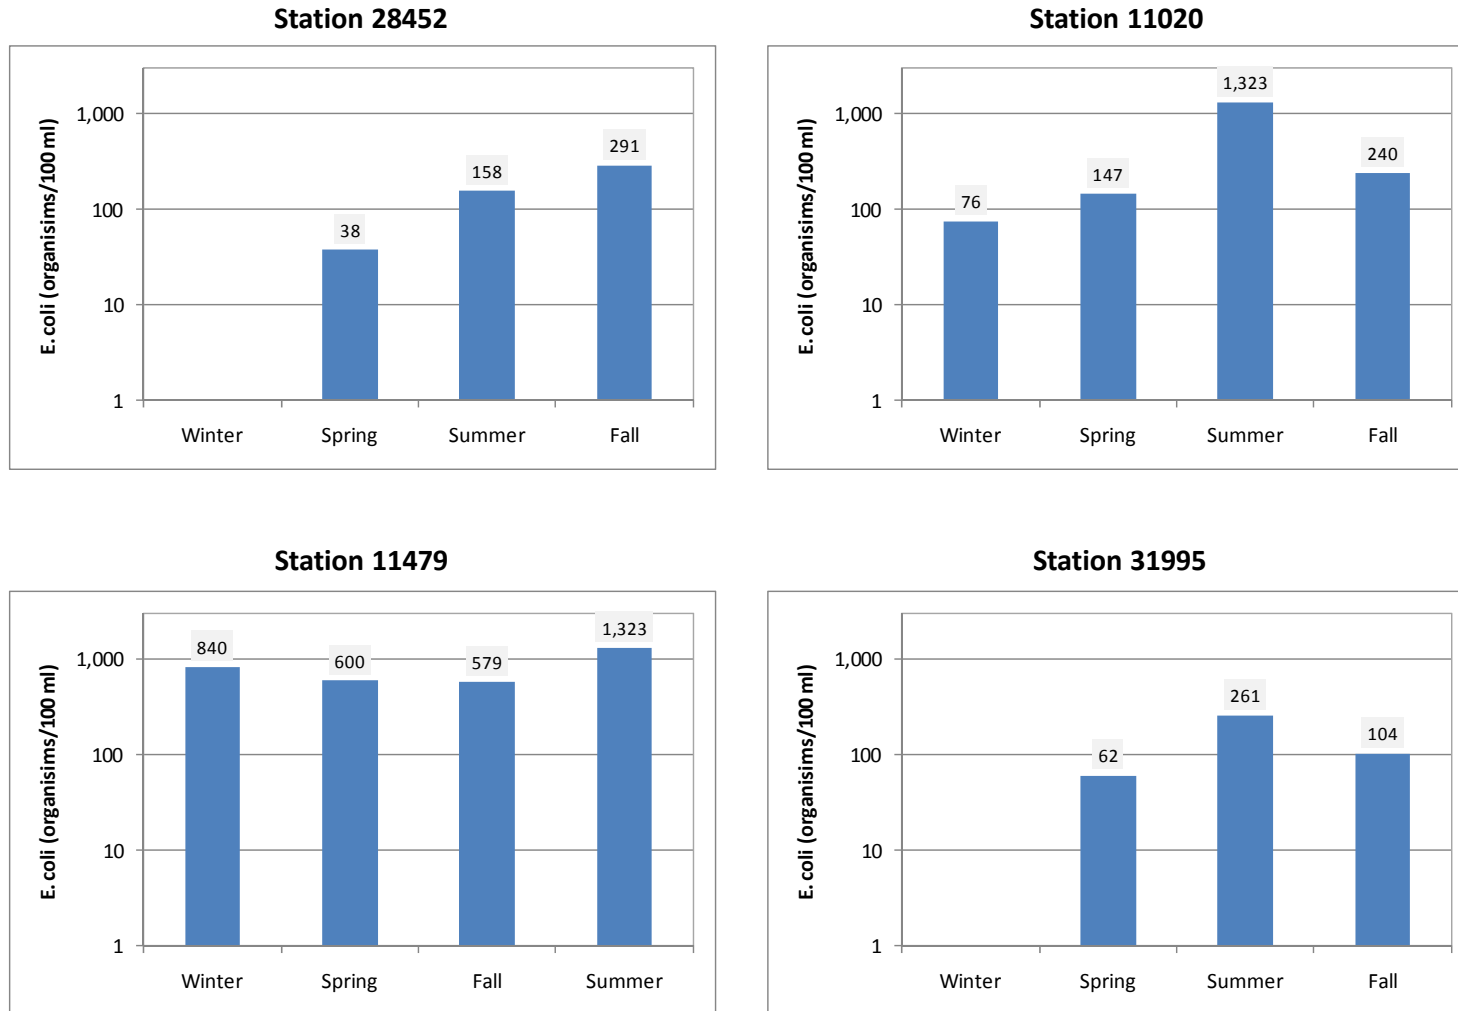 Station 28452
E. coli (organisims/100 ml)
1,000
100
10
1
38
158
291
Winter Spring Summer Fall
Station 11020
E. coli (organisims/100 ml)
1,000
100
10
1
76
147
1,323
240
Winter Spring Summer Fall
Station 11479
E. coli (organisims/100 ml)
1,000
100
10
1
840
600
579
1,323
Winter Spring Fall Summer
Station 31995
E. coli (organisims/100 ml)
1,000
100
10
1
62
261
104
Winter Spring Summer Fall